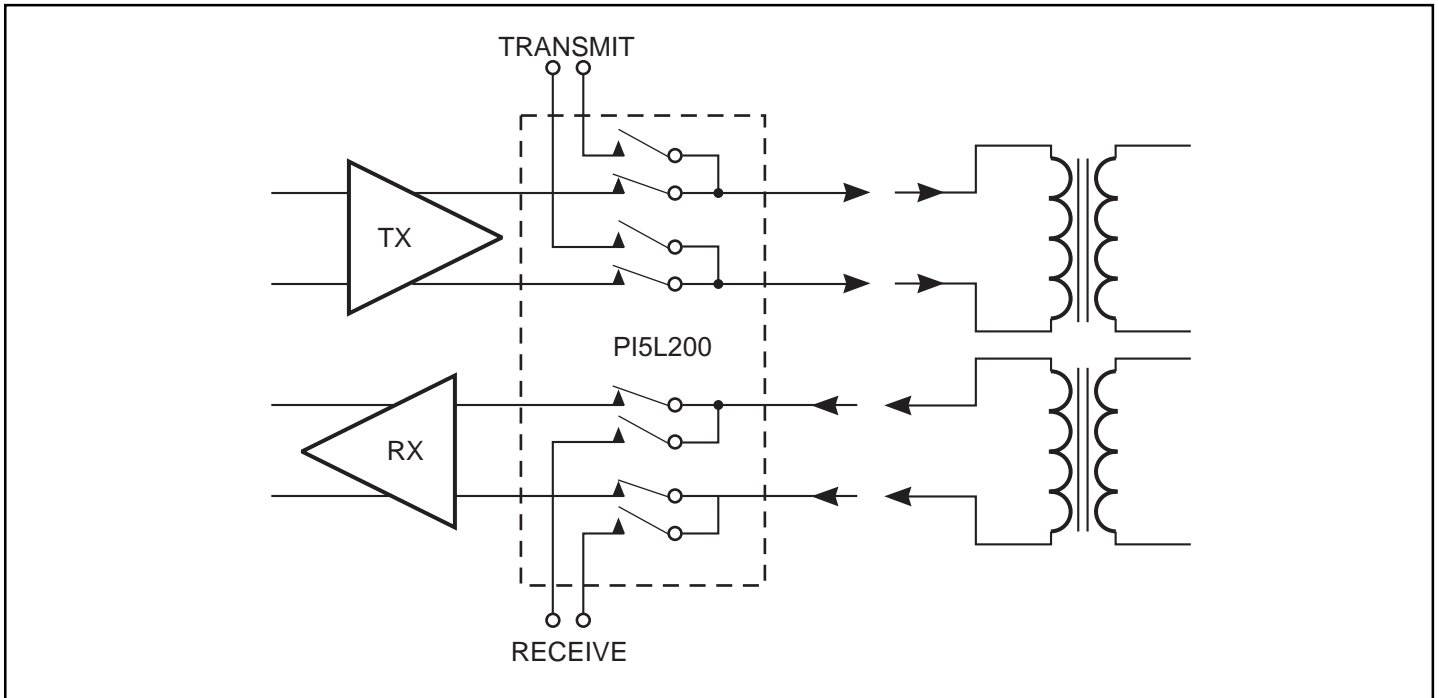 TRANSMIT
TX
PI5L200
RX
RECEIVE